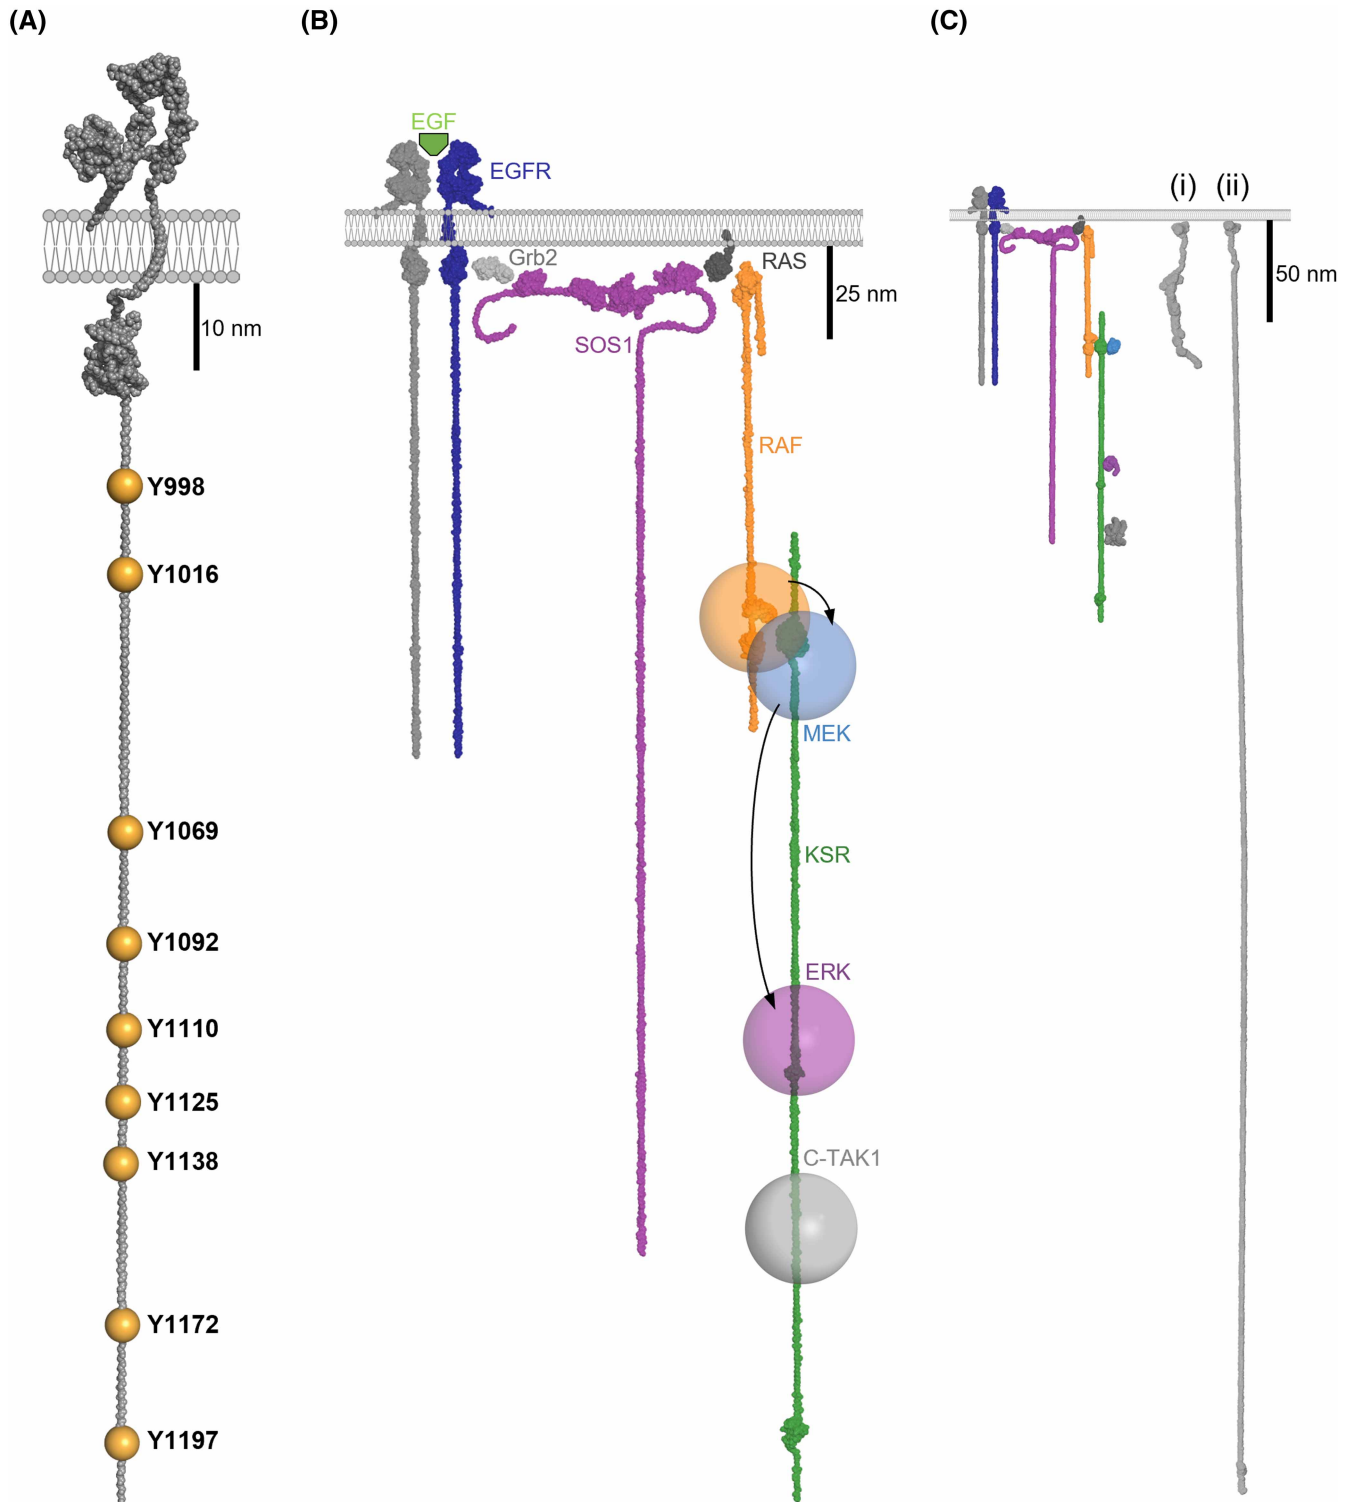 (A)
10 nm
Y998
Y1016
Y1069
Y1092
Y1110
Y1125
Y1138
Y1172
Y1197
(B)
EGF
EGFR
Grb2
RAS
25 nm
SOS1
RAF
MEK
KSR
ERK
C-TAK1
(C)
(i) (ii)
50 nm